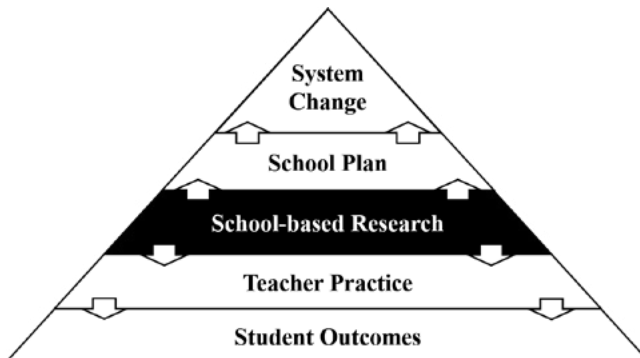 System
Change
School Plan
School-based Research
Teacher Practice
Student Outcomes